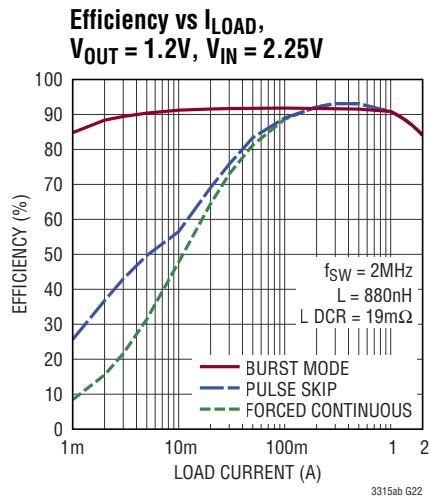 Efficiency vs ILOAD,
VOUT = 1.2V, VIN = 2.25V
100
90
80
70
60
50
40
30
20
10
0
EFFICIENCY (%)
fSW = 2MHz
L = 880nH
L DCR = 19mΩ
BURST MODE
PULSE SKIP
FORCED CONTINUOUS
1m 10m 100m 1 2
LOAD CURRENT (A)
3315ab G22